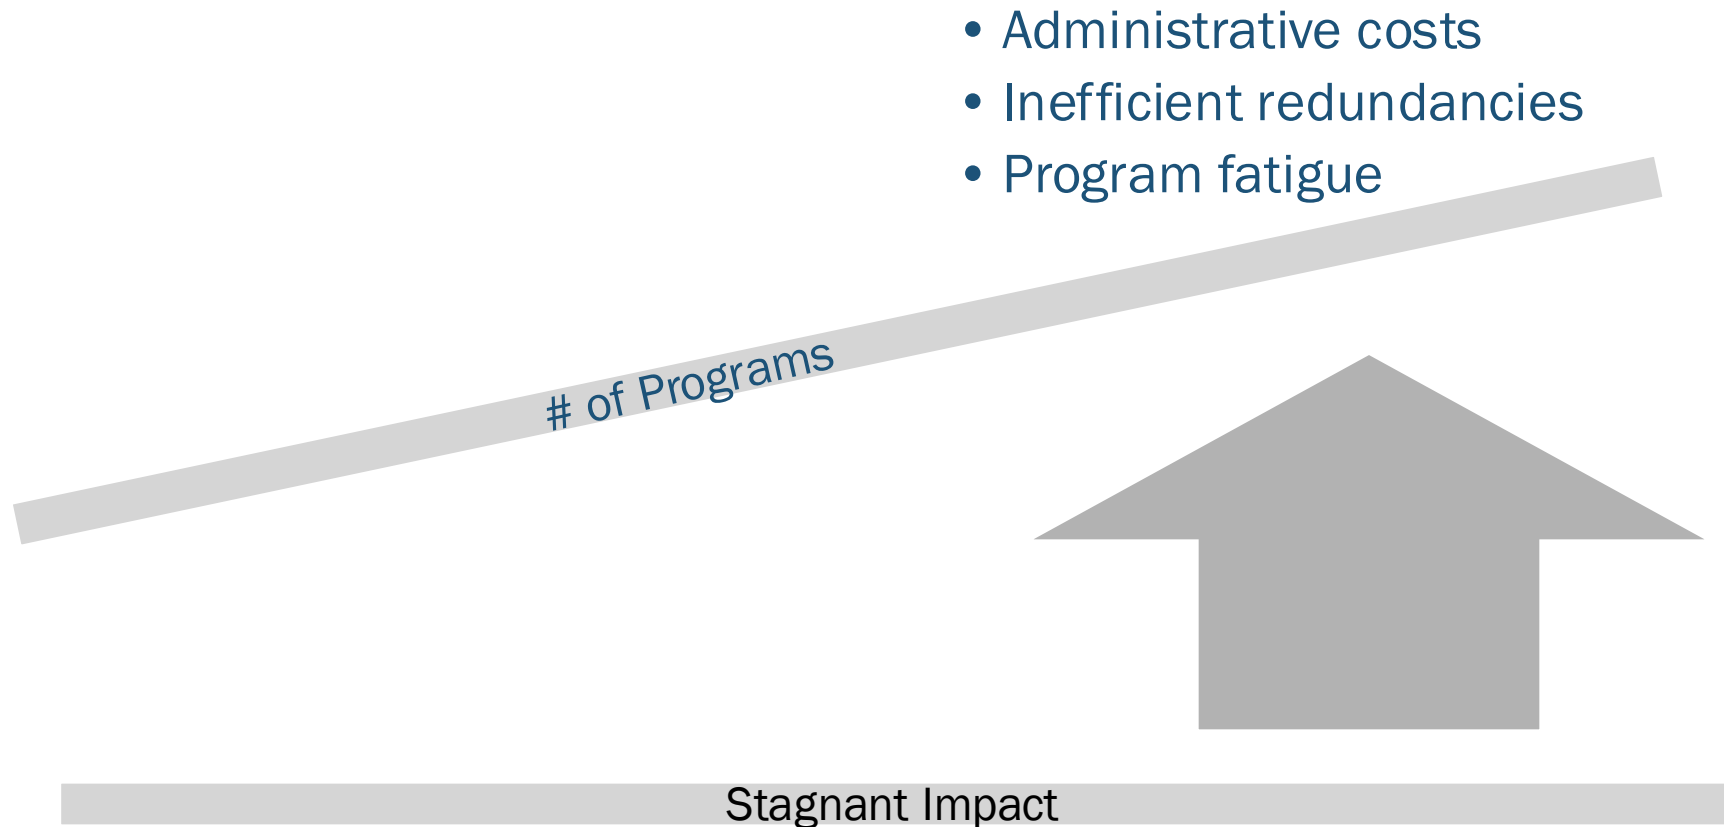 • Administrative costs
• Inefficient redundancies
• Program fatigue
# of Programs
Stagnant Impact